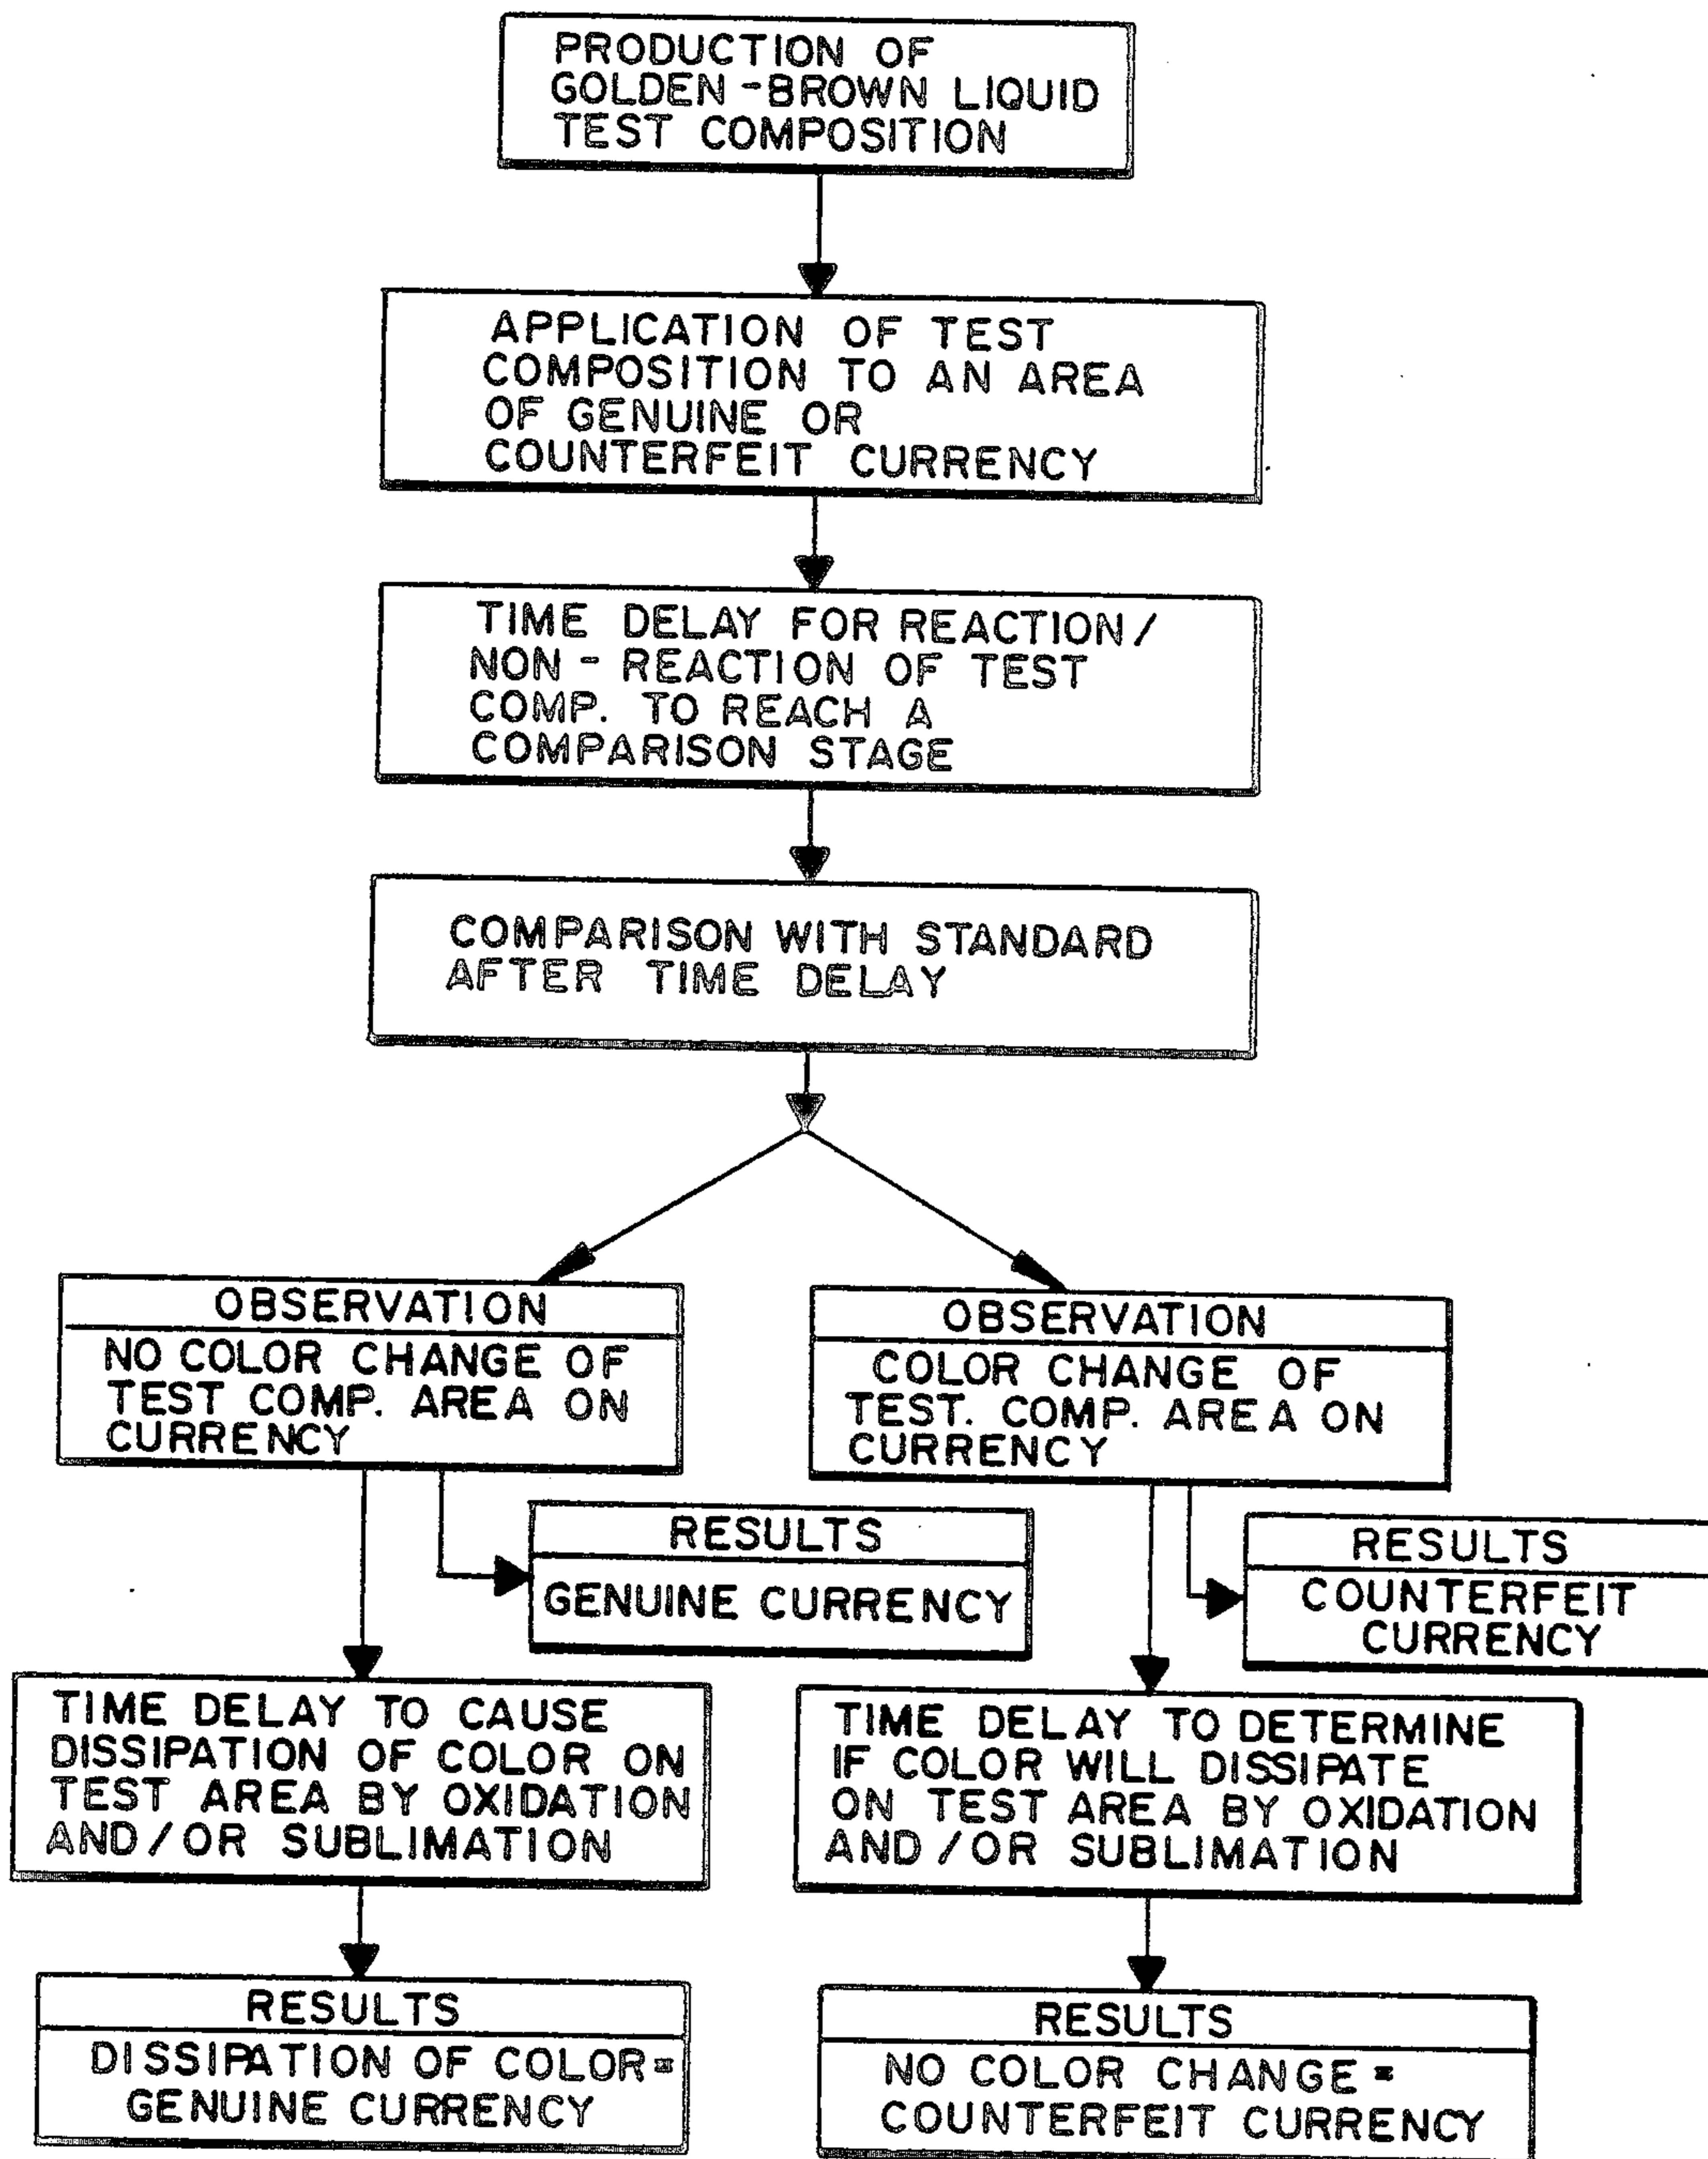 PRODUCTION OF
GOLDEN-BROWN LIQUID
TEST COMPOSITION
APPLICATION OF TEST
COMPOSITION TO AN AREA
OF GENUINE OR
COUNTERFEIT CURRENCY
TIME DELAY FOR REACTION/
NON-REACTION OF TEST
COMP. TO REACH A
COMPARISON STAGE
COMPARISON WITH STANDARD
AFTER TIME DELAY
OBSERVATION
NO COLOR CHANGE OF
TEST COMP. AREA ON
CURRENCY
OBSERVATION
COLOR CHANGE OF
TEST. COMP. AREA ON
CURRENCY
RESULTS
GENUINE CURRENCY
RESULTS
COUNTERFEIT
CURRENCY
TIME DELAY TO CAUSE
DISSIPATION OF COLOR ON
TEST AREA BY OXIDATION
AND/OR SUBLIMATION
TIME DELAY TO DETERMINE
IF COLOR WILL DISSIPATE
ON TEST AREA BY OXIDATION
AND/OR SUBLIMATION
RESULTS
DISSIPATION OF COLOR=
GENUINE CURRENCY
RESULTS
NO COLOR CHANGE =
COUNTERFEIT CURRENCY